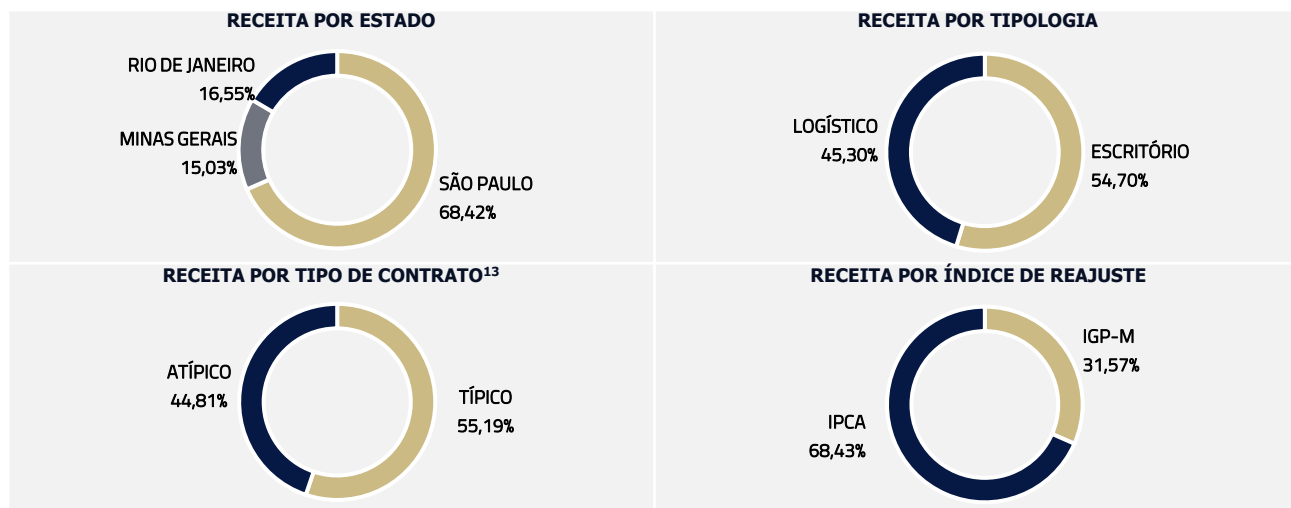 RECEITA POR ESTADO
RIO DE JANEIRO
16,55%
MINAS GERAIS
15,03%
SÃO PAULO
68,42%
RECEITA POR TIPOLOGIA
LOGÍSTICO
45,30%
ESCRITÓRIO
54,70%
RECEITA POR TIPO DE CONTRATO¹³
ATÍPICO
44,81%
TÍPICO
55,19%
RECEITA POR ÍNDICE DE REAJUSTE
IGP-M
31,57%
IPCA
68,43%